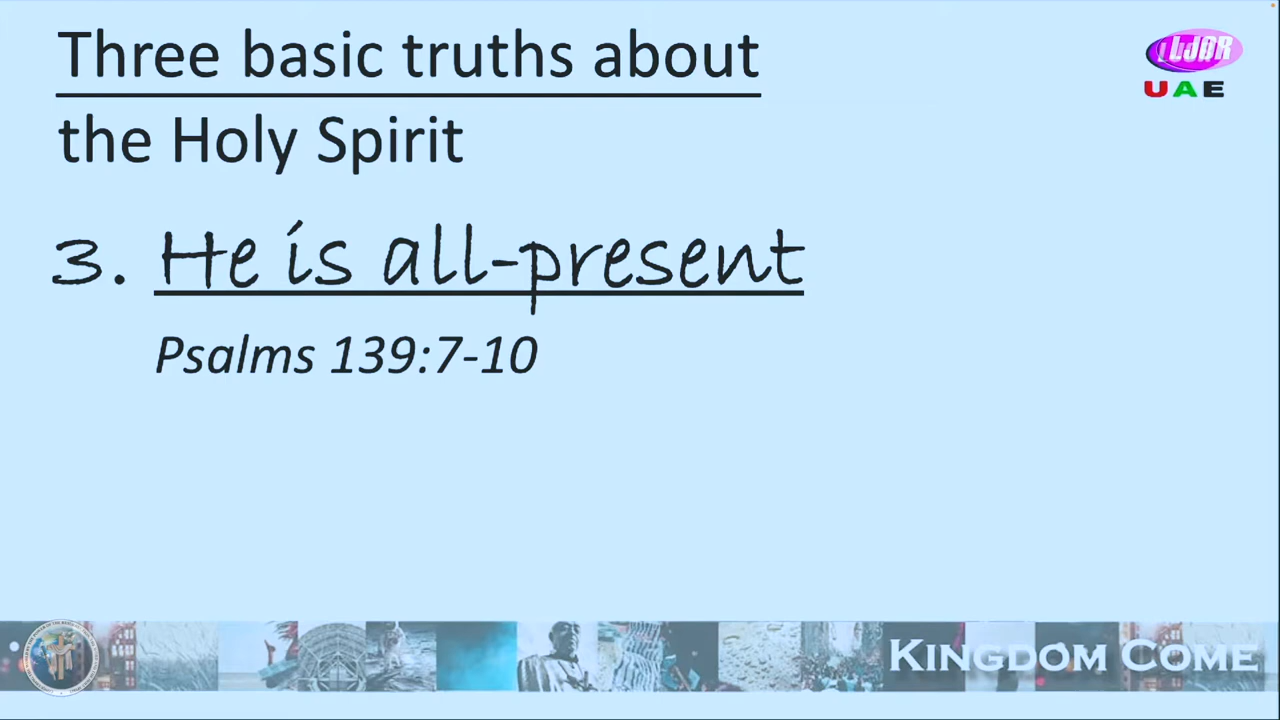 Three basic truths about
the Holy Spirit
3. He is all-present
Psalms 139:7-10
UAE
KINGDOM COME